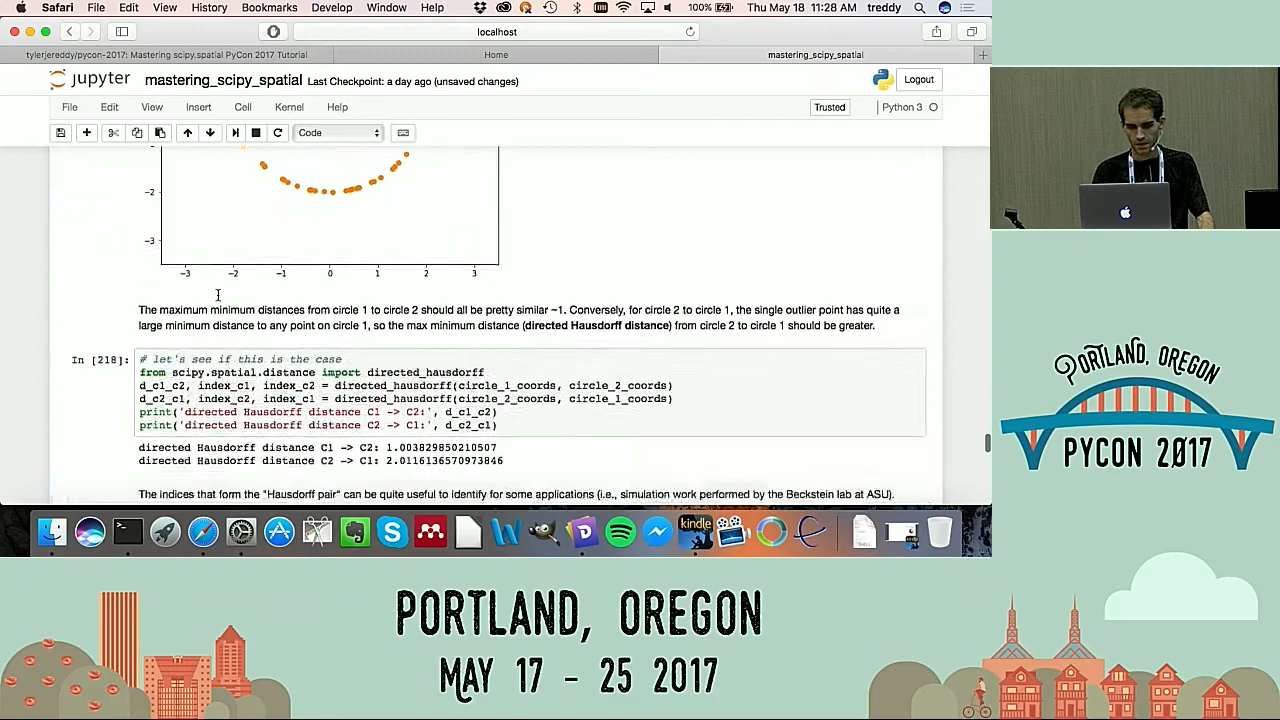 Safari File Edit View History Bookmarks Develop Window Help 100% Thu May 18 11:28 AM treddy
localhost
tylerjereddy/pycon-2017: Mastering scipy.spatial PyCon 2017 Tutorial Home mastering_scipy_spatial
jupyter mastering_scipy_spatial Last Checkpoint: a day ago (unsaved changes) Logout
File Edit View Insert Cell Kernel Help Trusted Python 3
Code
−2
−3
−3 −2 −1 0 1 2 3
The maximum minimum distances from circle 1 to circle 2 should all be pretty similar ~1. Conversely, for circle 2 to circle 1, the single outlier point has quite a
large minimum distance to any point on circle 1, so the max minimum distance (directed Hausdorff distance) from circle 2 to circle 1 should be greater.
In [218]: # let's see if this is the case
from scipy.spatial.distance import directed_hausdorff
d_c1_c2, index_c1, index_c2 = directed_hausdorff(circle_1_coords, circle_2_coords)
d_c2_c1, index_c2, index_c1 = directed_hausdorff(circle_2_coords, circle_1_coords)
print('directed Hausdorff distance C1 -> C2:', d_c1_c2)
print('directed Hausdorff distance C2 -> C1:', d_c2_c1)
directed Hausdorff distance C1 -> C2: 1.003829850210507
directed Hausdorff distance C2 -> C1: 2.0116136570973846
The indices that form the "Hausdorff pair" can be quite useful to identify for some applications (i.e., simulation work performed by the Beckstein lab at ASU).
kindle
PORTLAND, OREGON
PYCON 2017
PORTLAND, OREGON
MAY 17 - 25 2017